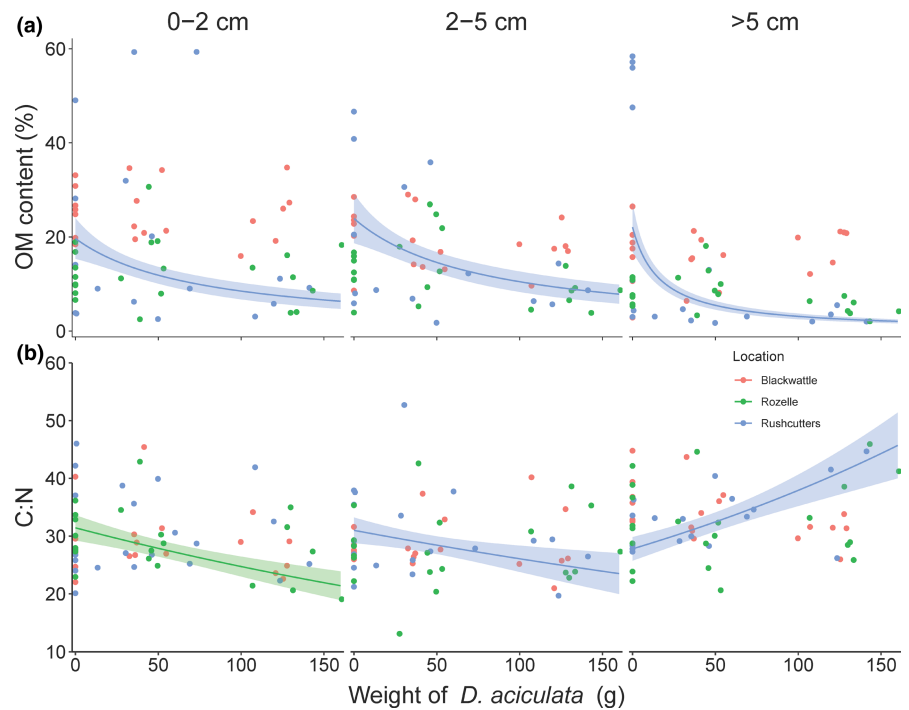 (a) 0−2 cm 2−5 cm >5 cm
OM content (%)
60
40
20
0
(b)
C:N
60
50
40
30
20
10
Location
Blackwattle
Rozelle
Rushcutters
0 50 100 150 0 50 100 150 0 50 100 150
Weight of D. aciculata (g)